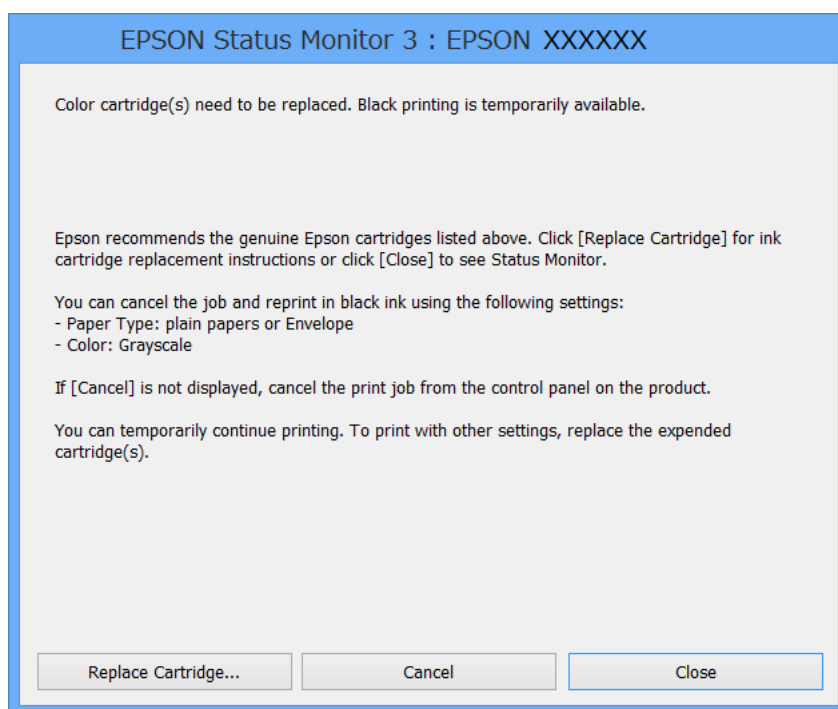 EPSON Status Monitor 3 : EPSON XXXXXX
Color cartridge(s) need to be replaced. Black printing is temporarily available.
Epson recommends the genuine Epson cartridges listed above. Click [Replace Cartridge] for ink
cartridge replacement instructions or click [Close] to see Status Monitor.
You can cancel the job and reprint in black ink using the following settings:
- Paper Type: plain papers or Envelope
- Color: Grayscale
If [Cancel] is not displayed, cancel the print job from the control panel on the product.
You can temporarily continue printing. To print with other settings, replace the expended
cartridge(s).
Replace Cartridge...
Cancel
Close